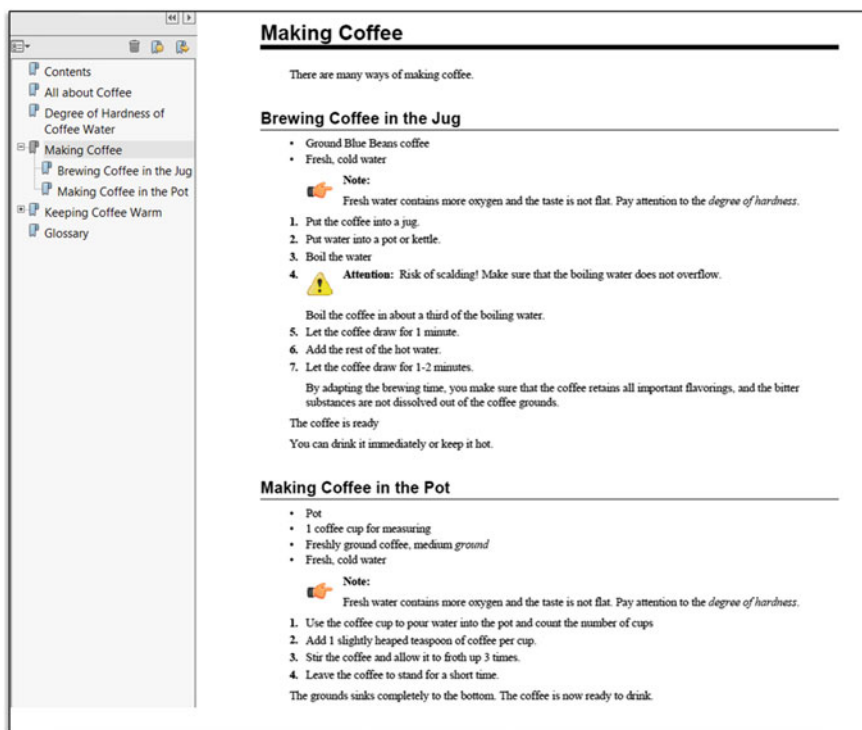 Contents
All about Coffee
Degree of Hardness of
Coffee Water
Making Coffee
Brewing Coffee in the Jug
Making Coffee in the Pot
Keeping Coffee Warm
Glossary
Making Coffee
There are many ways of making coffee.
Brewing Coffee in the Jug
• Ground Blue Beans coffee
• Fresh, cold water
Note:
Fresh water contains more oxygen and the taste is not flat. Pay attention to the degree of hardness.
1. Put the coffee into a jug.
2. Put water into a pot or kettle.
3. Boil the water
4. Attention: Risk of scalding! Make sure that the boiling water does not overflow.
Boil the coffee in about a third of the boiling water.
5. Let the coffee draw for 1 minute.
6. Add the rest of the hot water.
7. Let the coffee draw for 1-2 minutes.
By adapting the brewing time, you make sure that the coffee retains all important flavorings, and the bitter
substances are not dissolved out of the coffee grounds.
The coffee is ready
You can drink it immediately or keep it hot.
Making Coffee in the Pot
• Pot
• 1 coffee cup for measuring
• Freshly ground coffee, medium ground
• Fresh, cold water
Note:
Fresh water contains more oxygen and the taste is not flat. Pay attention to the degree of hardness.
1. Use the coffee cup to pour water into the pot and count the number of cups
2. Add 1 slightly heaped teaspoon of coffee per cup.
3. Stir the coffee and allow it to froth up 3 times.
4. Leave the coffee to stand for a short time.
The grounds sinks completely to the bottom. The coffee is now ready to drink.